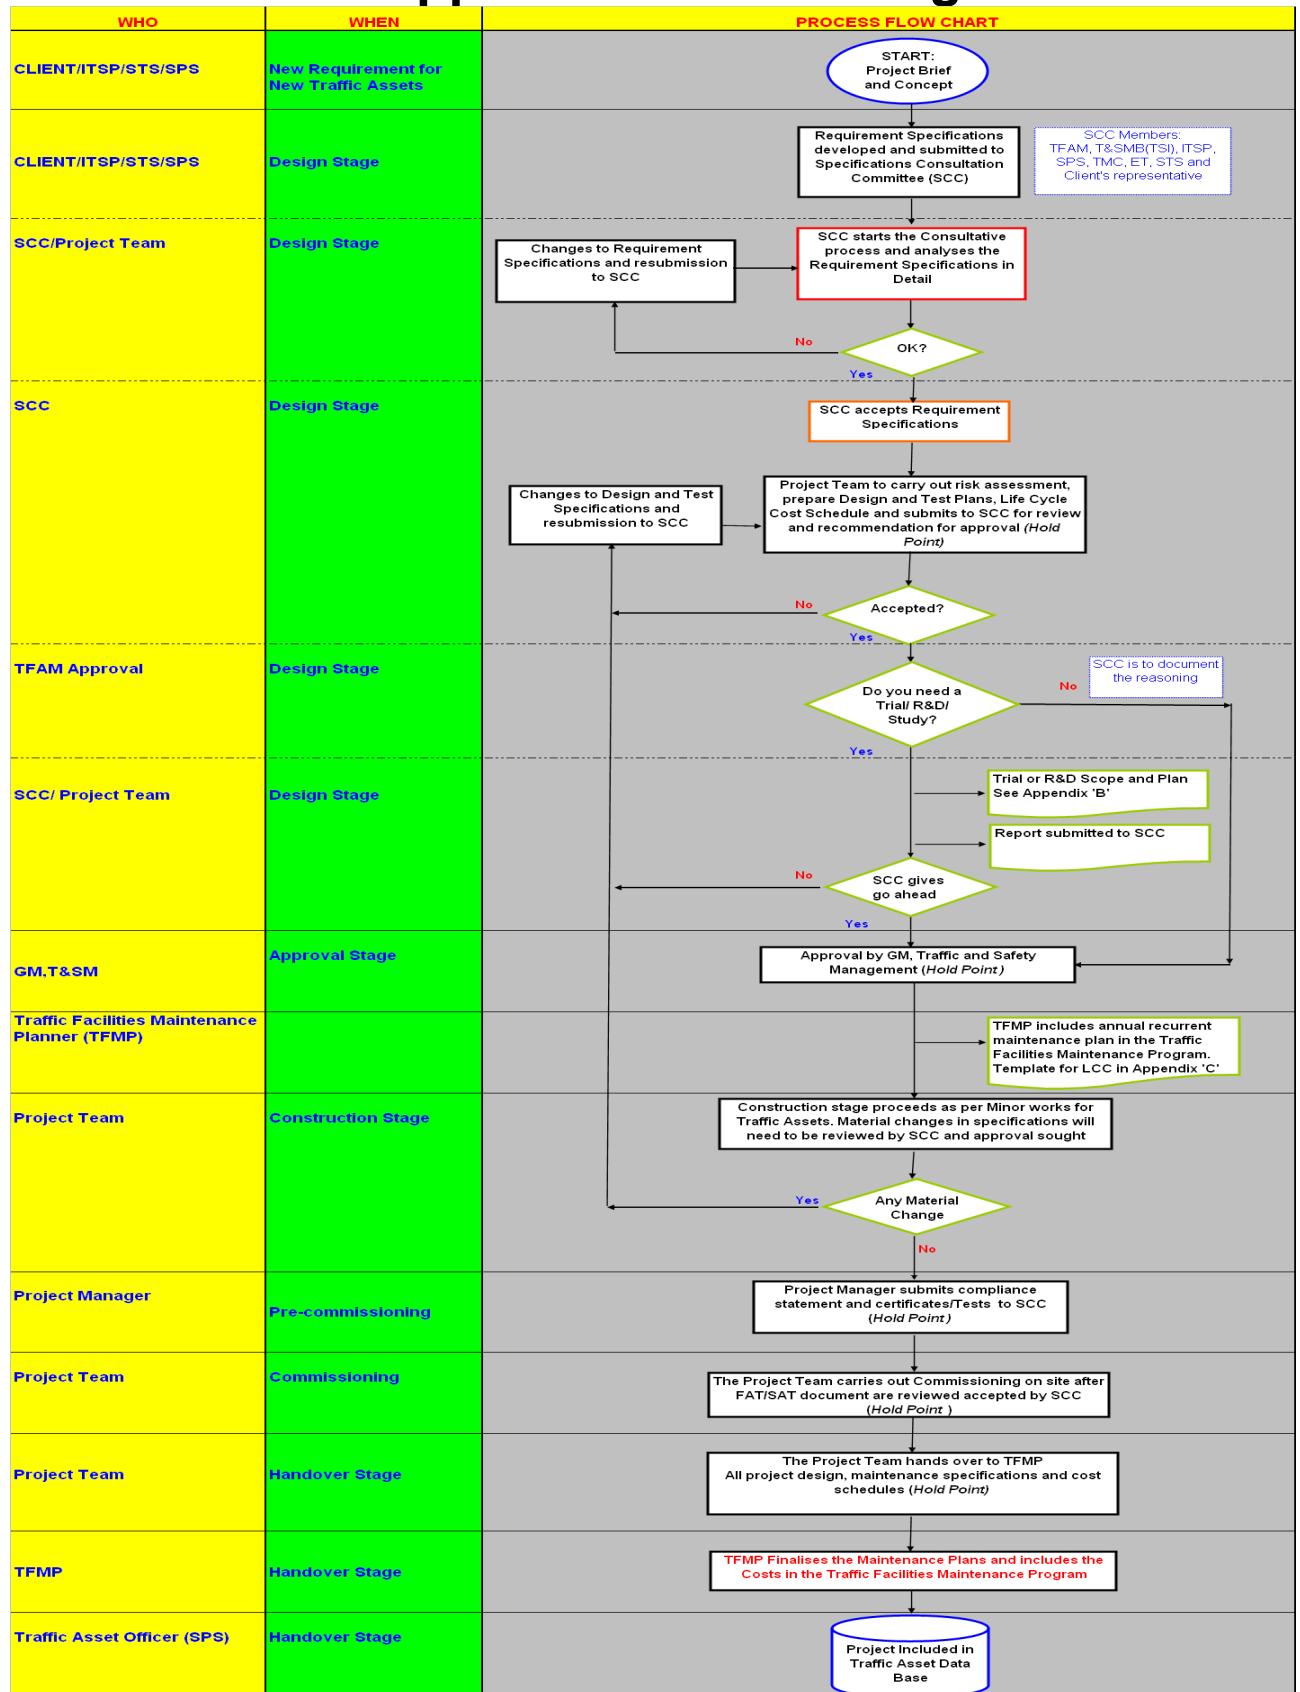 WHO
WHEN
PROCESS FLOW CHART
CLIENT/ITSP/STS/SPS
New Requirement for
New Traffic Assets
START:
Project Brief
and Concept
CLIENT/ITSP/STS/SPS
Design Stage
Requirement Specifications
developed and submitted to
Specifications Consultation
Committee (SCC)
SCC Members:
TFAM, T&SMB(TSI), ITSP,
SPS, TMC, ET, STS and
Client's representative
SCC/Project Team
Design Stage
Changes to Requirement
Specifications and resubmission
to SCC
SCC starts the Consultative
process and analyses the
Requirement Specifications in
Detail
No
OK?
Yes
SCC
Design Stage
SCC accepts Requirement
Specifications
Changes to Design and Test
Specifications and
resubmission to SCC
Project Team to carry out risk assessment,
prepare Design and Test Plans, Life Cycle
Cost Schedule and submits to SCC for review
and recommendation for approval (Hold
Point)
No
Accepted?
Yes
TFAM Approval
Design Stage
Do you need a
Trial/ R&D/
Study?
No
SCC is to document
the reasoning
Yes
SCC/ Project Team
Design Stage
Trial or R&D Scope and Plan
See Appendix 'B'
Report submitted to SCC
No
SCC gives
go ahead
Yes
GM,T&SM
Approval Stage
Approval by GM, Traffic and Safety
Management (Hold Point)
Traffic Facilities Maintenance
Planner (TFMP)
TFMP includes annual recurrent
maintenance plan in the Traffic
Facilities Maintenance Program.
Template for LCC in Appendix 'C'
Project Team
Construction Stage
Construction stage proceeds as per Minor works for
Traffic Assets. Material changes in specifications will
need to be reviewed by SCC and approval sought
Yes
Any Material
Change
No
Project Manager
Pre-commissioning
Project Manager submits compliance
statement and certificates/Tests to SCC
(Hold Point)
Project Team
Commissioning
The Project Team carries out Commissioning on site after
FAT/SAT document are reviewed accepted by SCC
(Hold Point )
Project Team
Handover Stage
The Project Team hands over to TFMP
All project design, maintenance specifications and cost
schedules (Hold Point)
TFMP
Handover Stage
TFMP Finalises the Maintenance Plans and includes the
Costs in the Traffic Facilities Maintenance Program
Traffic Asset Officer (SPS)
Handover Stage
Project Included in
Traffic Asset Data
Base